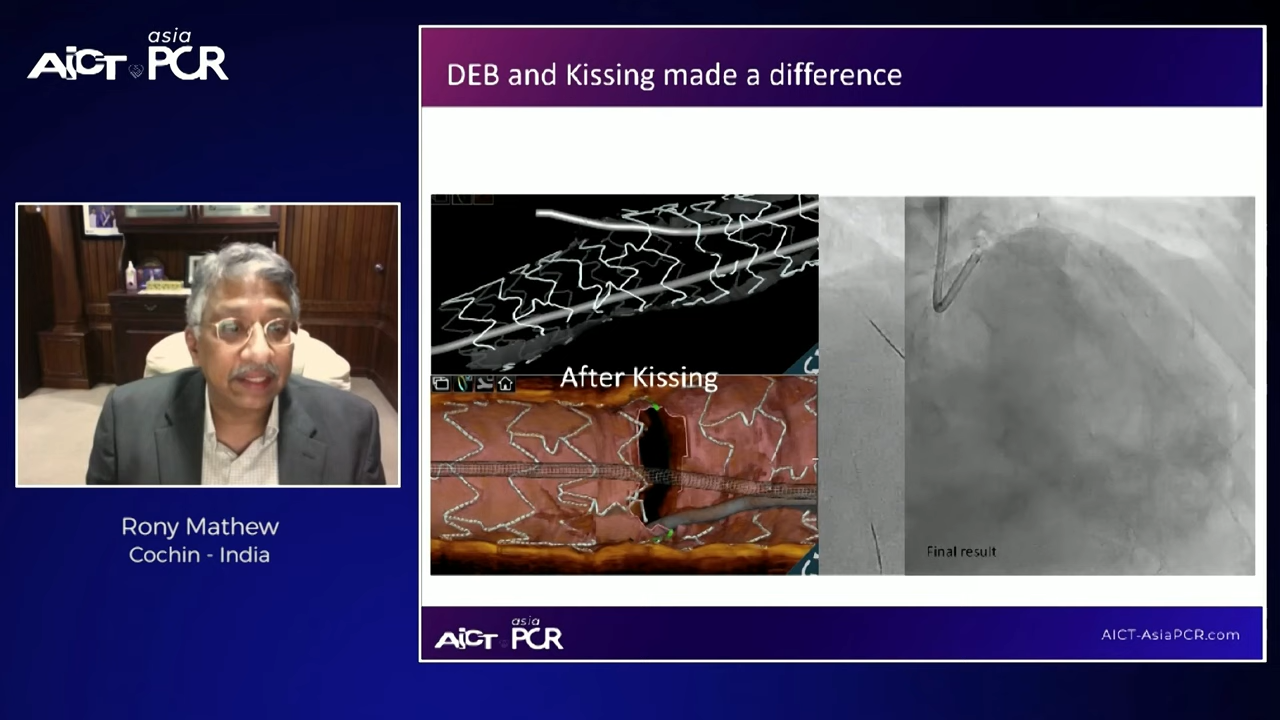 asia
AICT PCR
DEB and Kissing made a difference
After Kissing
Final result
Rony Mathew
Cochin - India
asia
AICT PCR
AICT-AsiaPCR.com